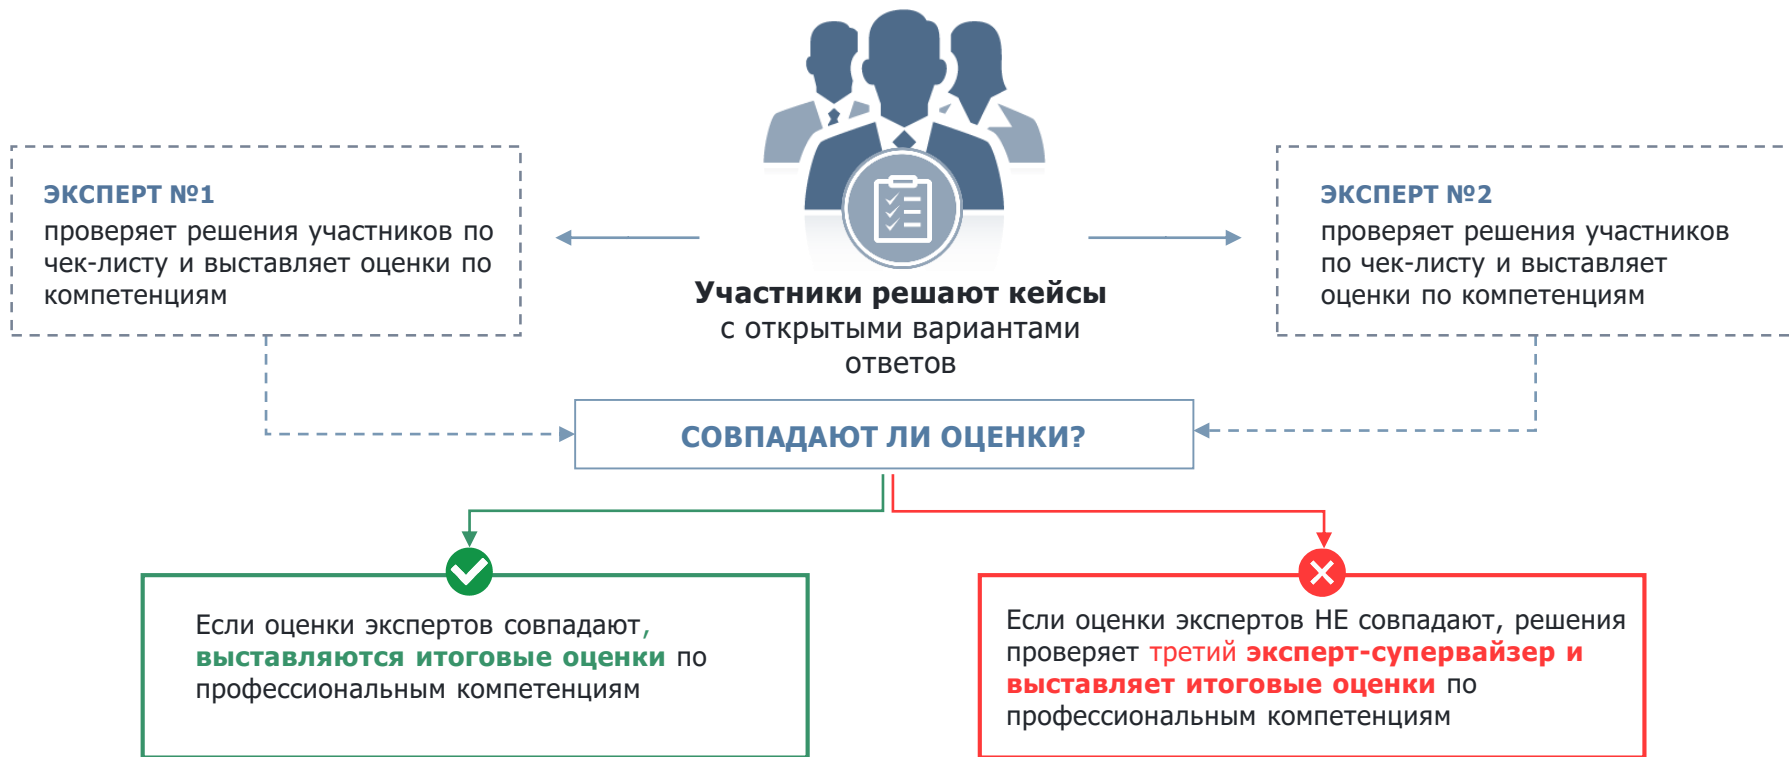 ЭКСПЕРТ №1
проверяет решения участников по
чек-листу и выставляет оценки по
компетенциям
Участники решают кейсы
с открытыми вариантами
ответов
ЭКСПЕРТ №2
проверяет решения участников
по чек-листу и выставляет
оценки по компетенциям
СОВПАДАЮТ ЛИ ОЦЕНКИ?
Если оценки экспертов совпадают,
выставляются итоговые оценки по
профессиональным компетенциям
Если оценки экспертов НЕ совпадают, решения
проверяет третий эксперт-супервайзер и
выставляет итоговые оценки по
профессиональным компетенциям